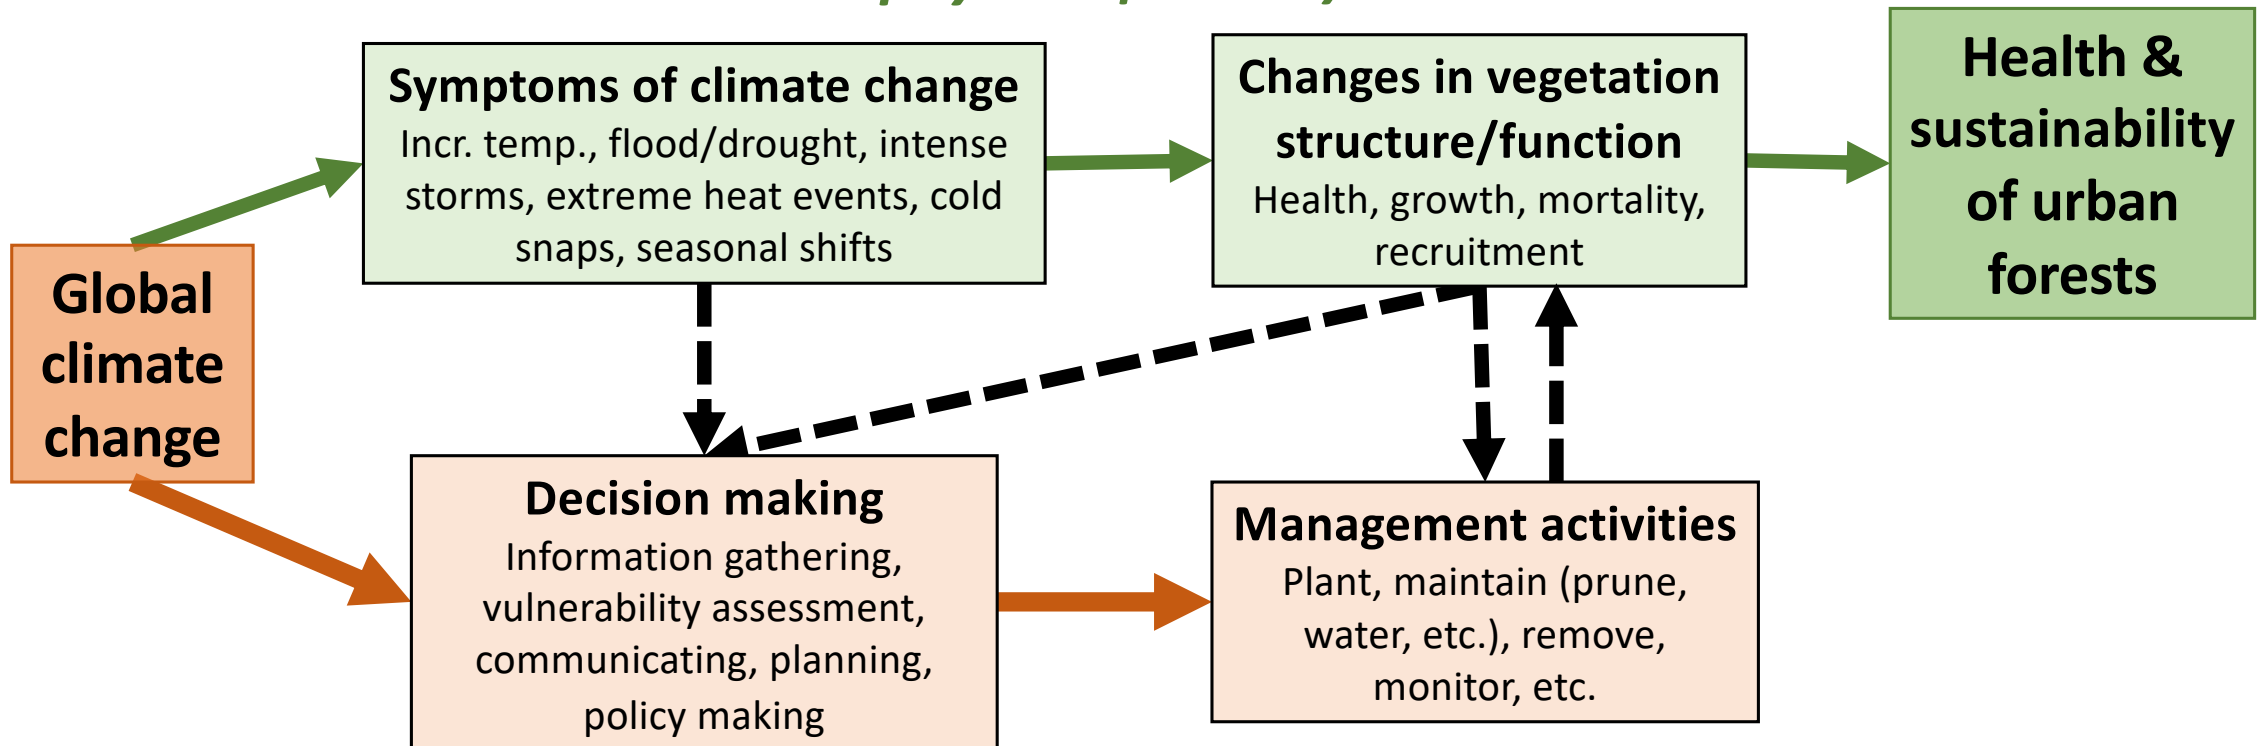 Global
climate
change
Symptoms of climate change
Incr. temp., flood/drought, intense
storms, extreme heat events, cold
snaps, seasonal shifts
Changes in vegetation
structure/function
Health, growth, mortality,
recruitment
Health &
sustainability
of urban
forests
Decision making
Information gathering,
vulnerability assessment,
communicating, planning,
policy making
Management activities
Plant, maintain (prune,
water, etc.), remove,
monitor, etc.